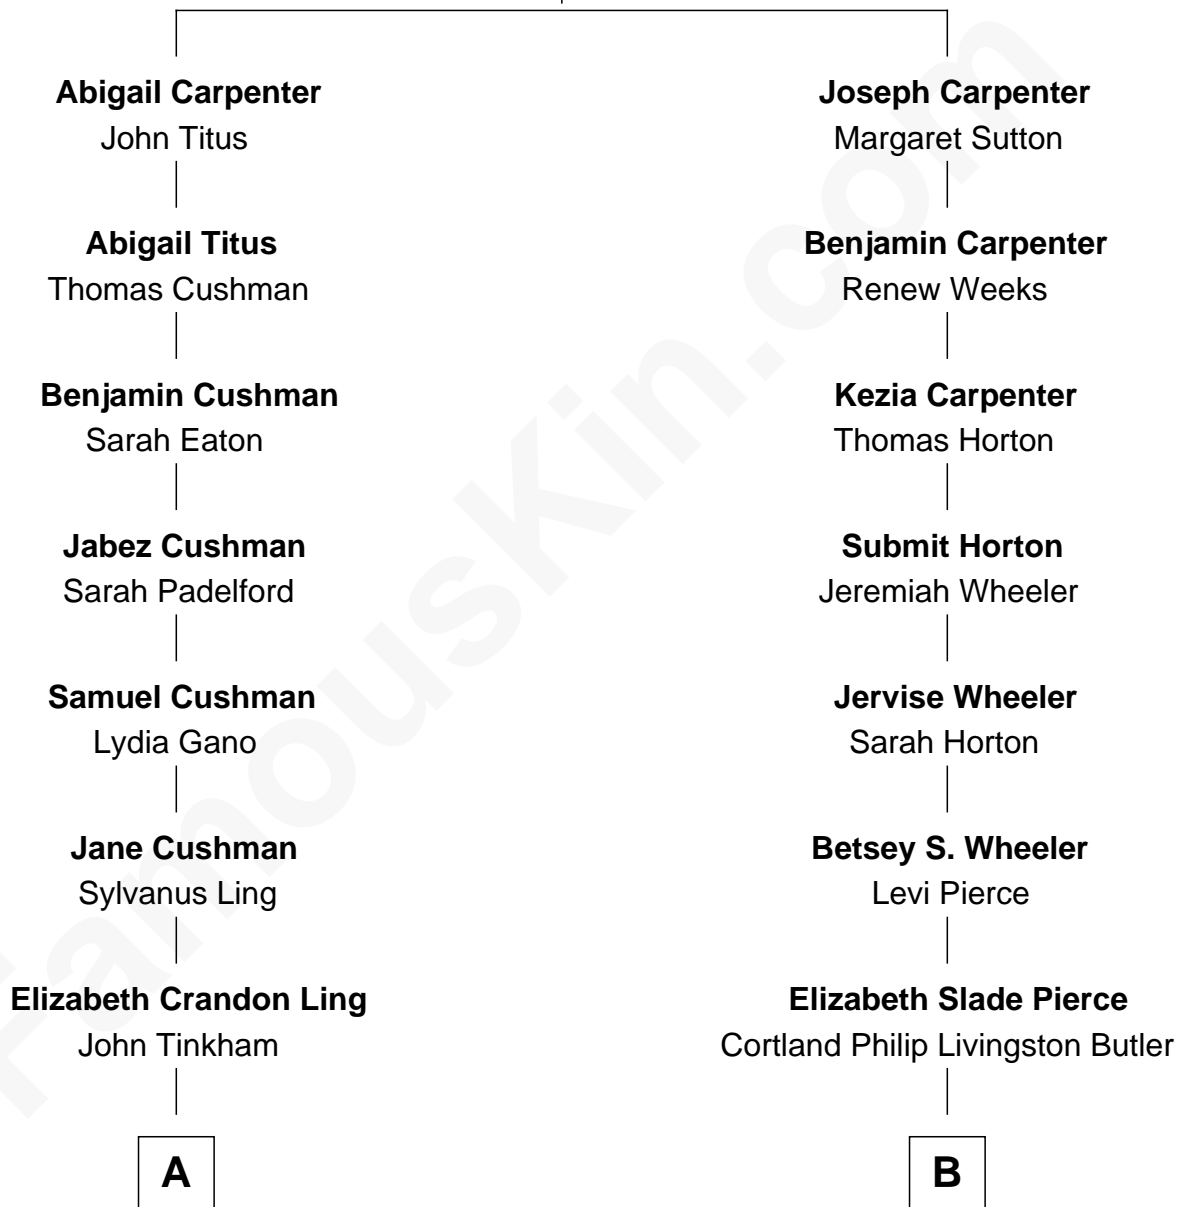 Abigail Carpenter
John Titus
Joseph Carpenter
Margaret Sutton
Abigail Titus
Thomas Cushman
Benjamin Carpenter
Renew Weeks
Benjamin Cushman
Sarah Eaton
Kezia Carpenter
Thomas Horton
Jabez Cushman
Sarah Padelford
Submit Horton
Jeremiah Wheeler
Samuel Cushman
Lydia Gano
Jervise Wheeler
Sarah Horton
Jane Cushman
Sylvanus Ling
Betsey S. Wheeler
Levi Pierce
Elizabeth Crandon Ling
John Tinkham
Elizabeth Slade Pierce
Cortland Philip Livingston Butler
A
B
FamousKin.com